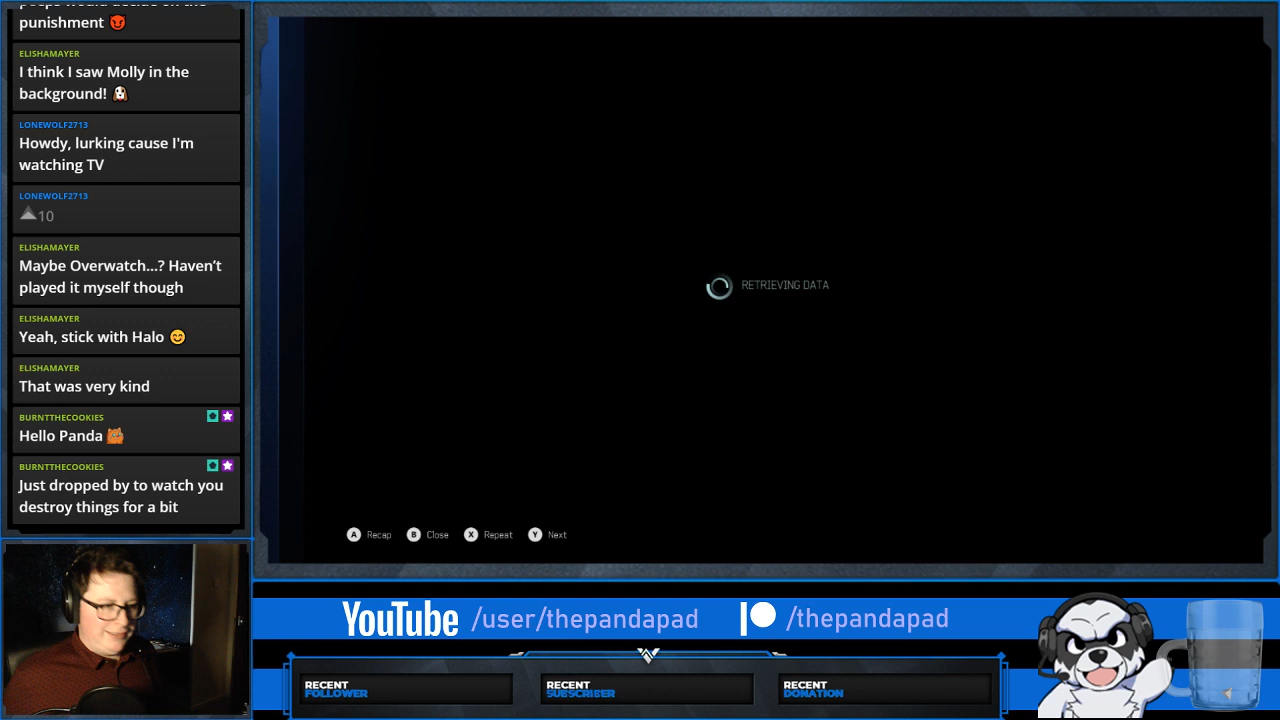 punishment 😈
ELISHAMAYER
I think I saw Molly in the
background! 🐶
LONEWOLF2713
Howdy, lurking cause I'm
watching TV
LONEWOLF2713
10
ELISHAMAYER
Maybe Overwatch...? Haven't
played it myself though
ELISHAMAYER
Yeah, stick with Halo 😊
ELISHAMAYER
That was very kind
BURNTTHECOOKIES
Hello Panda
BURNTTHECOOKIES
Just dropped by to watch you
destroy things for a bit
RETRIEVING DATA
A Recap B Close X Repeat Y Next
YouTube /user/thepandapad /thepandapad
RECENT
FOLLOWER
RECENT
SUBSCRIBER
RECENT
DONATION